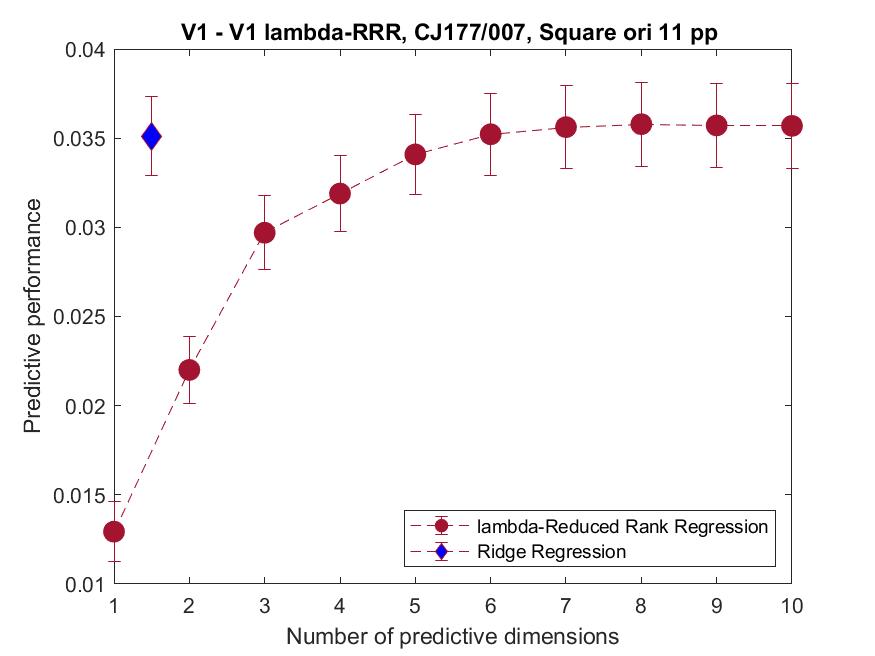 V1 - V1 lambda-RRR, CJ177/007, Square ori 11 pp
0.04
0.035
0.03
0.025
0.02
0.015
0.01
Predictive performance
1 2 3 4 5 6 7 8 9 10
Number of predictive dimensions
lambda-Reduced Rank Regression
Ridge Regression